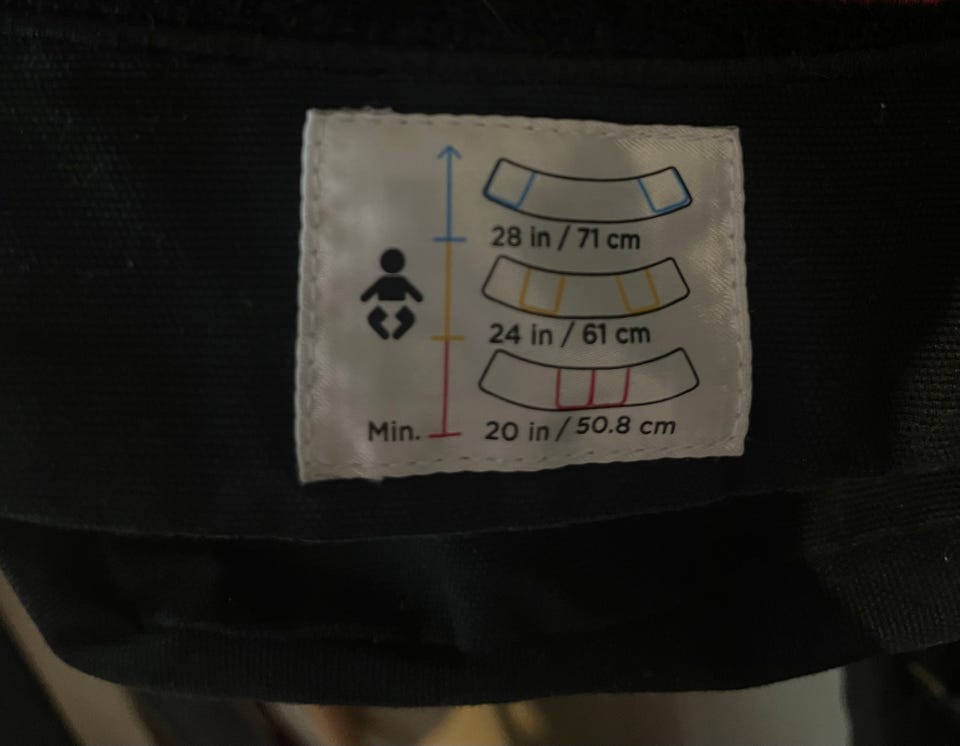 28 in / 71 cm
24 in / 61 cm
Min. 20 in / 50.8 cm